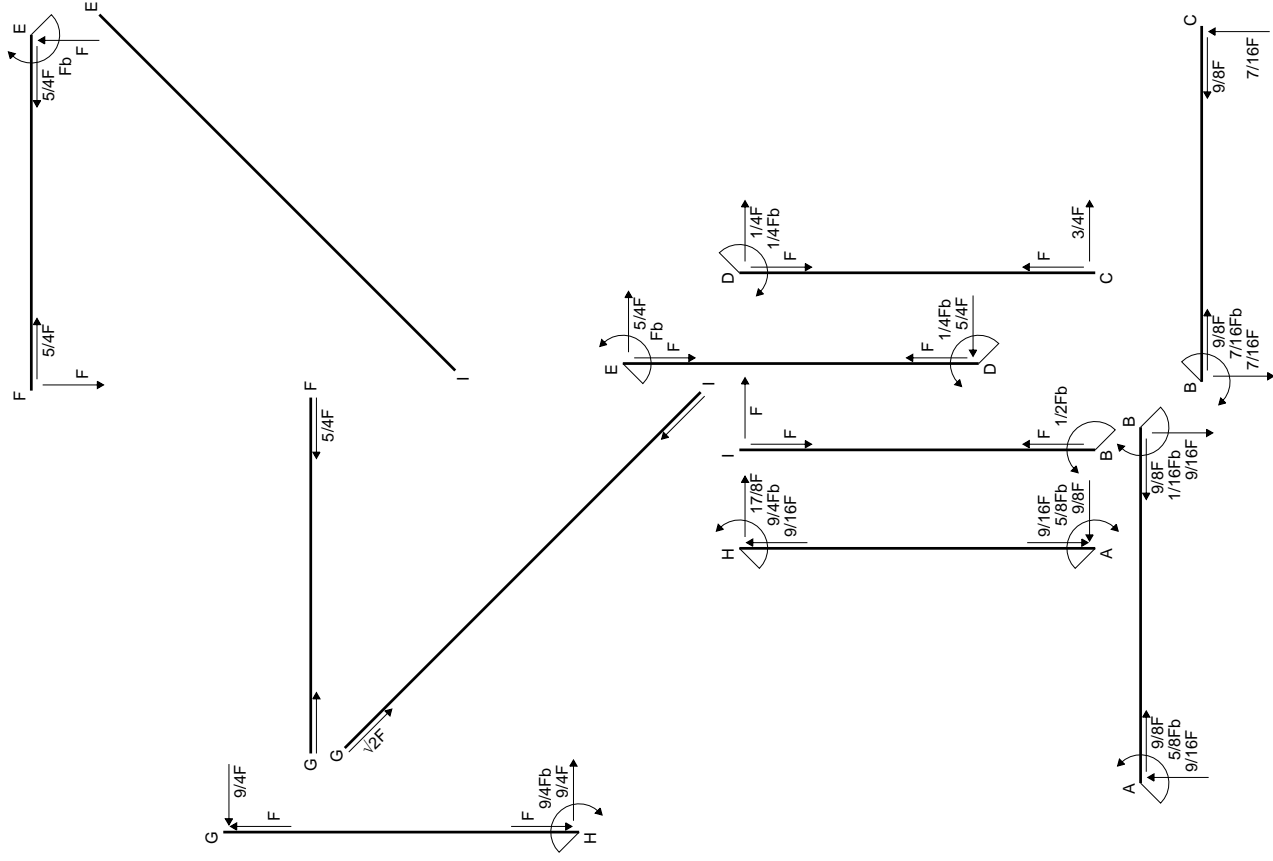 E
E
F
5/4F
Fb
F
5/4F
F
I
F
5/4F
G
G
√2F
I
G
9/4F
F
F
9/4Fb
9/4F
H
D
1/4F
1/4Fb
F
F
3/4F
C
E
5/4F
Fb
F
F
1/4Fb
5/4F
D
I
F
F
F
1/2Fb
B
H
17/8F
9/4Fb
9/16F
9/16F
5/8Fb
9/8F
A
C
9/8F
7/16F
B
9/8F
7/16Fb
7/16F
B
9/8F
1/16Fb
9/16F
A
9/8F
5/8Fb
9/16F